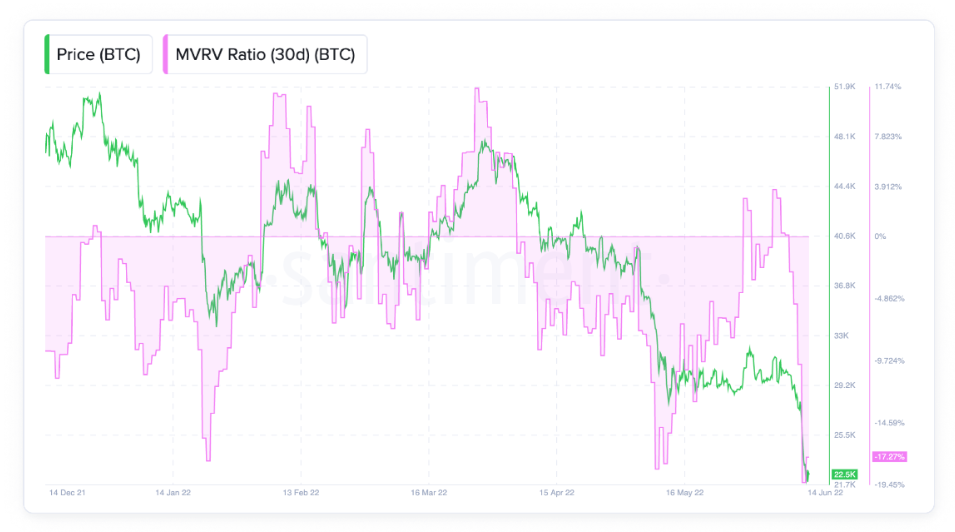 Price (BTC) MVRV Ratio (30d) (BTC)
51.9K 11.74%
48.1K 7.823%
44.4K 3.912%
40.6K 0%
·santiment·
36.8K -4.862%
33K
-9.724%
29.2K
-14.59%
25.5K
-17.27%
22.5K
21.7K -19.45%
14 Dec 21 14 Jan 22 13 Feb 22 16 Mar 22 15 Apr 22 16 May 22 14 Jun 22